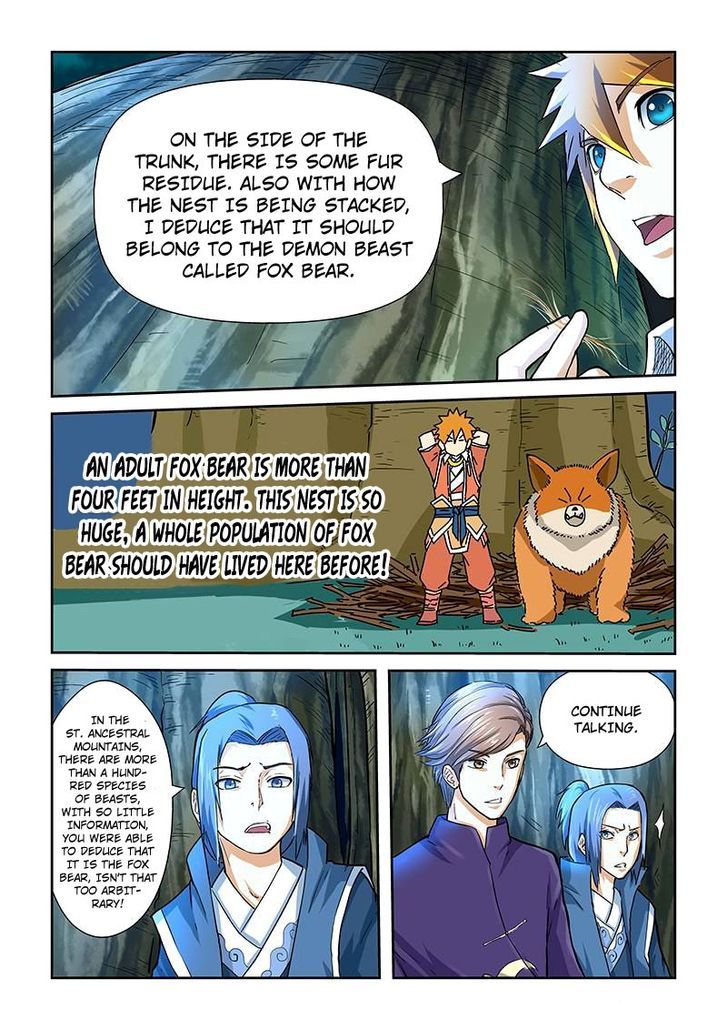 ON THE SIDE OF THE
TRUNK, THERE IS SOME FUR
RESIDUE. ALSO WITH HOW
THE NEST IS BEING STACKED,
I DEDUCE THAT IT SHOULD
BELONG TO THE DEMON BEAST
CALLED FOX BEAR.
AN ADULT FOX BEAR IS MORE THAN
FOUR FEET IN HEIGHT. THIS NEST IS SO
HUGE, A WHOLE POPULATION OF FOX
BEAR SHOULD HAVE LIVED HERE BEFORE!
IN THE
ST. ANCESTRAL
MOUNTAINS,
THERE ARE MORE
THAN A HUND-
RED SPECIES
OF BEASTS,
WITH SO LITTLE
INFORMATION,
YOU WERE ABLE
TO DEDUCE THAT
IT IS THE FOX
BEAR, ISN'T THAT
TOO ARBIT-
RARY!
CONTINUE
TALKING.